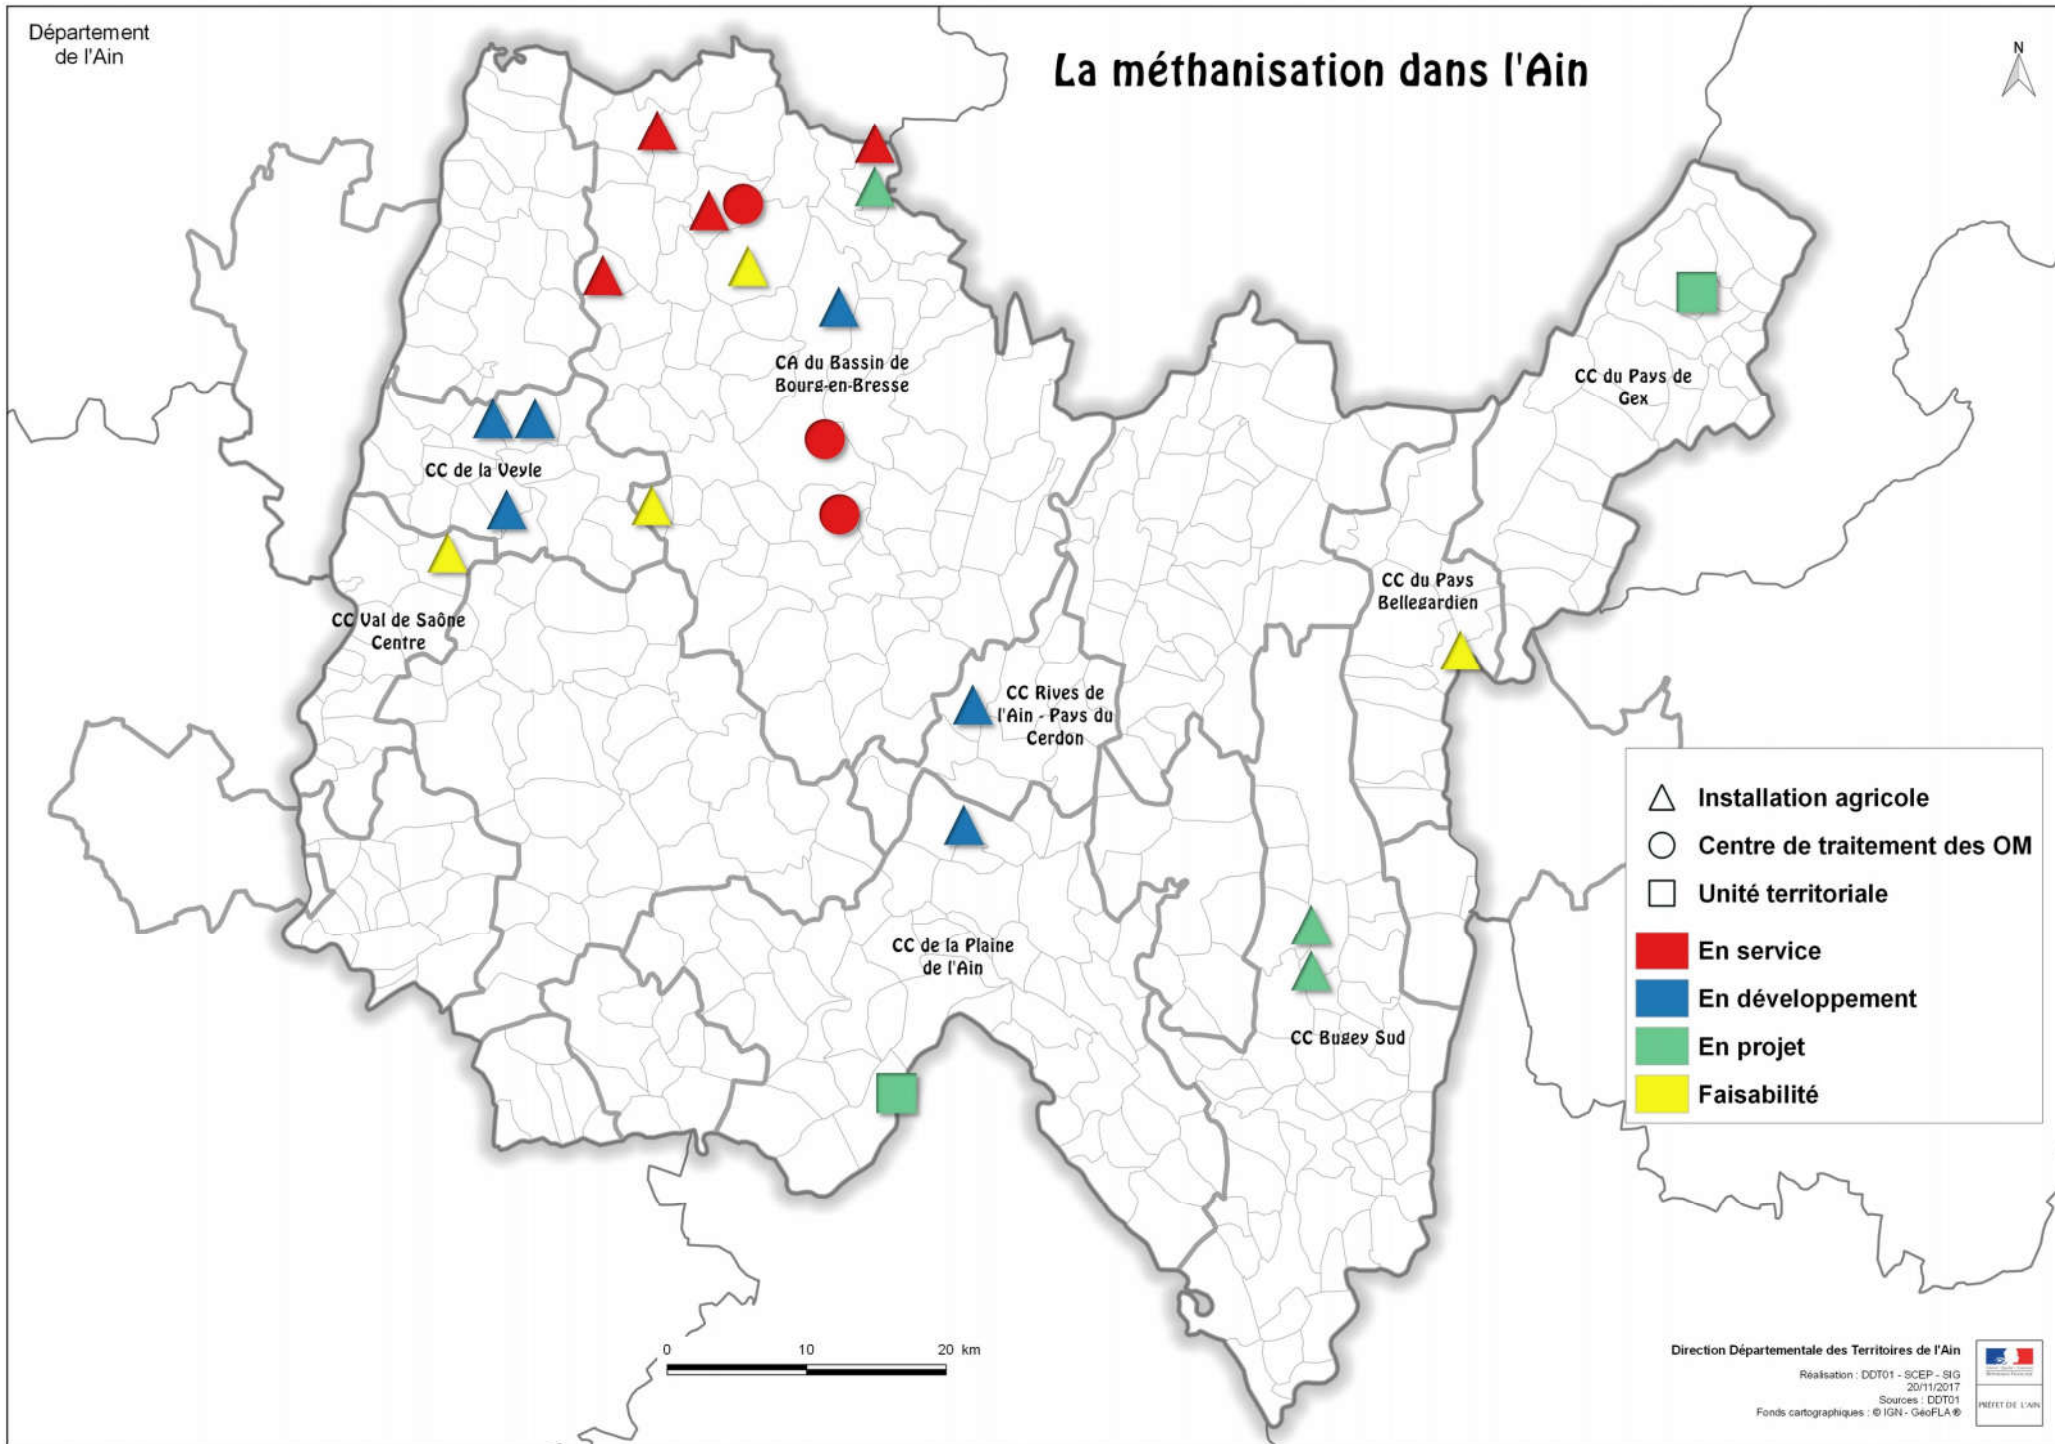 Département
de l'Ain
La méthanisation dans l'Ain
N
CA du Bassin de
Bourg-en-Bresse
CC du Pays de
Gex
CC de la Veyle
CC du Pays
Bellegardien
CC Val de Saône
Centre
CC Rives de
l'Ain - Pays du
Cerdon
Installation agricole
Centre de traitement des OM
Unité territoriale
En service
En développement
En projet
Faisabilité
CC de la Plaine
de l'Ain
CC Bugey Sud
0 10 20 km
Direction Départementale des Territoires de l'Ain
Réalisation : DDT01 - SCEP - SIG
20/11/2017
Sources : DDT01
Fonds cartographiques : © IGN - GéoFLA ®
PRÉFET DE L'AIN